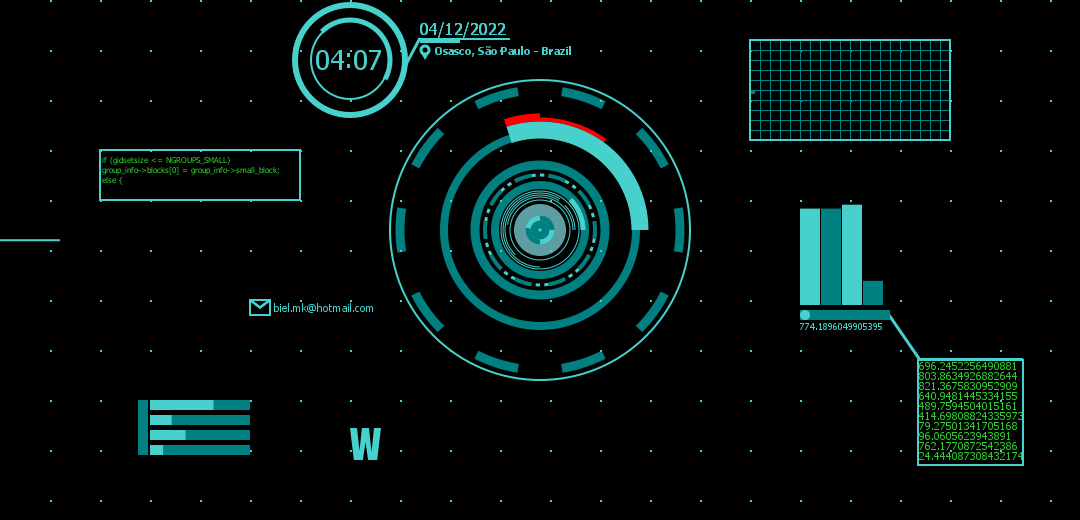 04:07
04/12/2022
Osasco, São Paulo - Brazil
if (gidsetsize <= NGROUPS_SMALL)
group_info->blocks[0] = group_info->small_block;
else {
biel.mk@hotmail.com
774.1896049905395
696.2452256490881
803.8634926882644
821.3675830952909
640.9481445334155
489.7594504015161
414.69808824335973
79.27501341705168
96.0605623943891
762.1770872542386
24.444087308432174
W